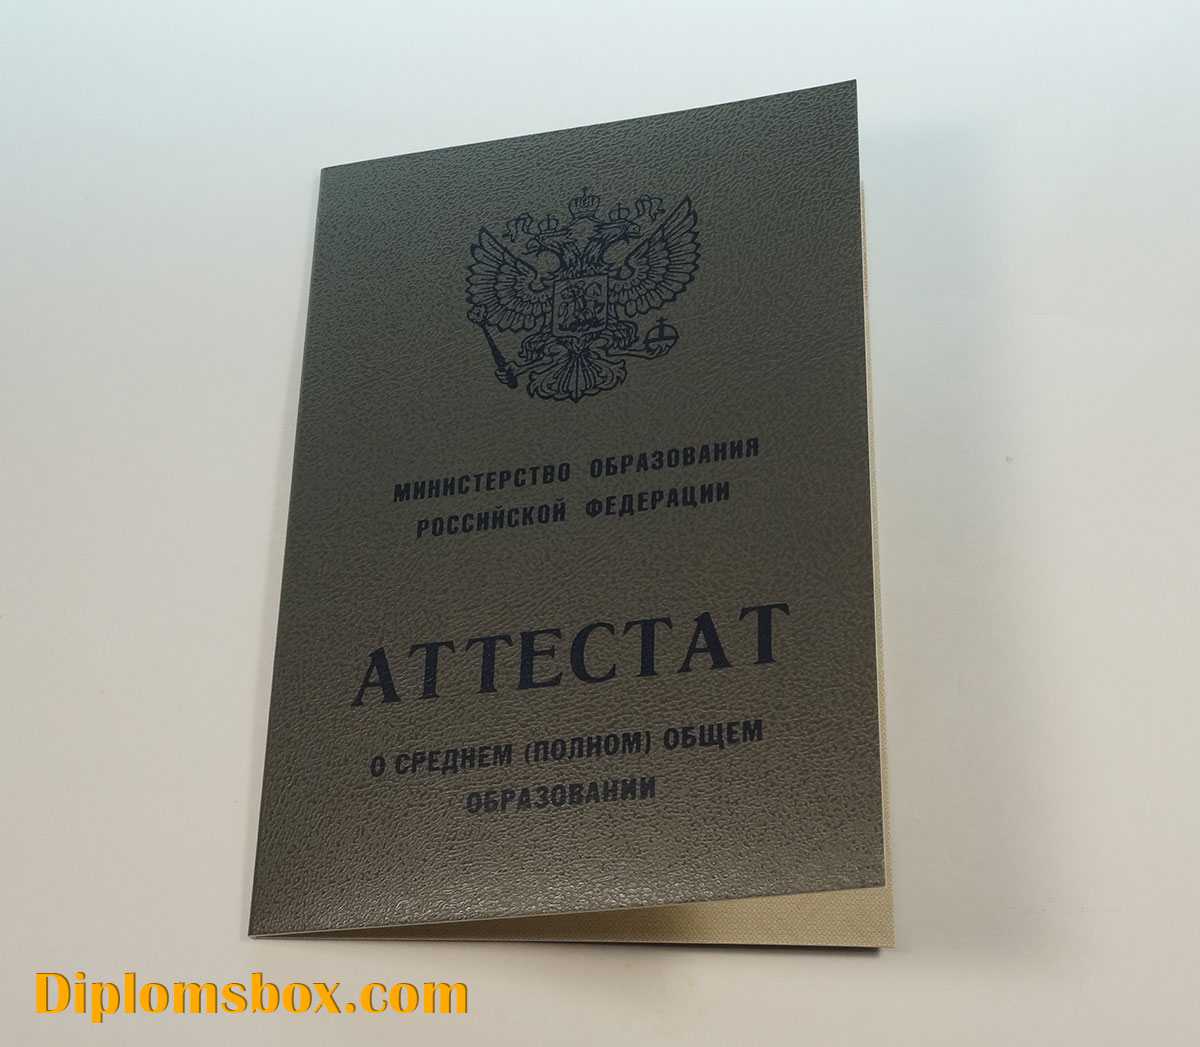 МИНИСТЕРСТВО ОБРАЗОВАНИЯ
РОССИЙСКОЙ ФЕДЕРАЦИИ
АТТЕСТАТ
О СРЕДНЕМ (ПОЛНОМ) ОБЩЕМ
ОБРАЗОВАНИИ
Diplomsbox.com